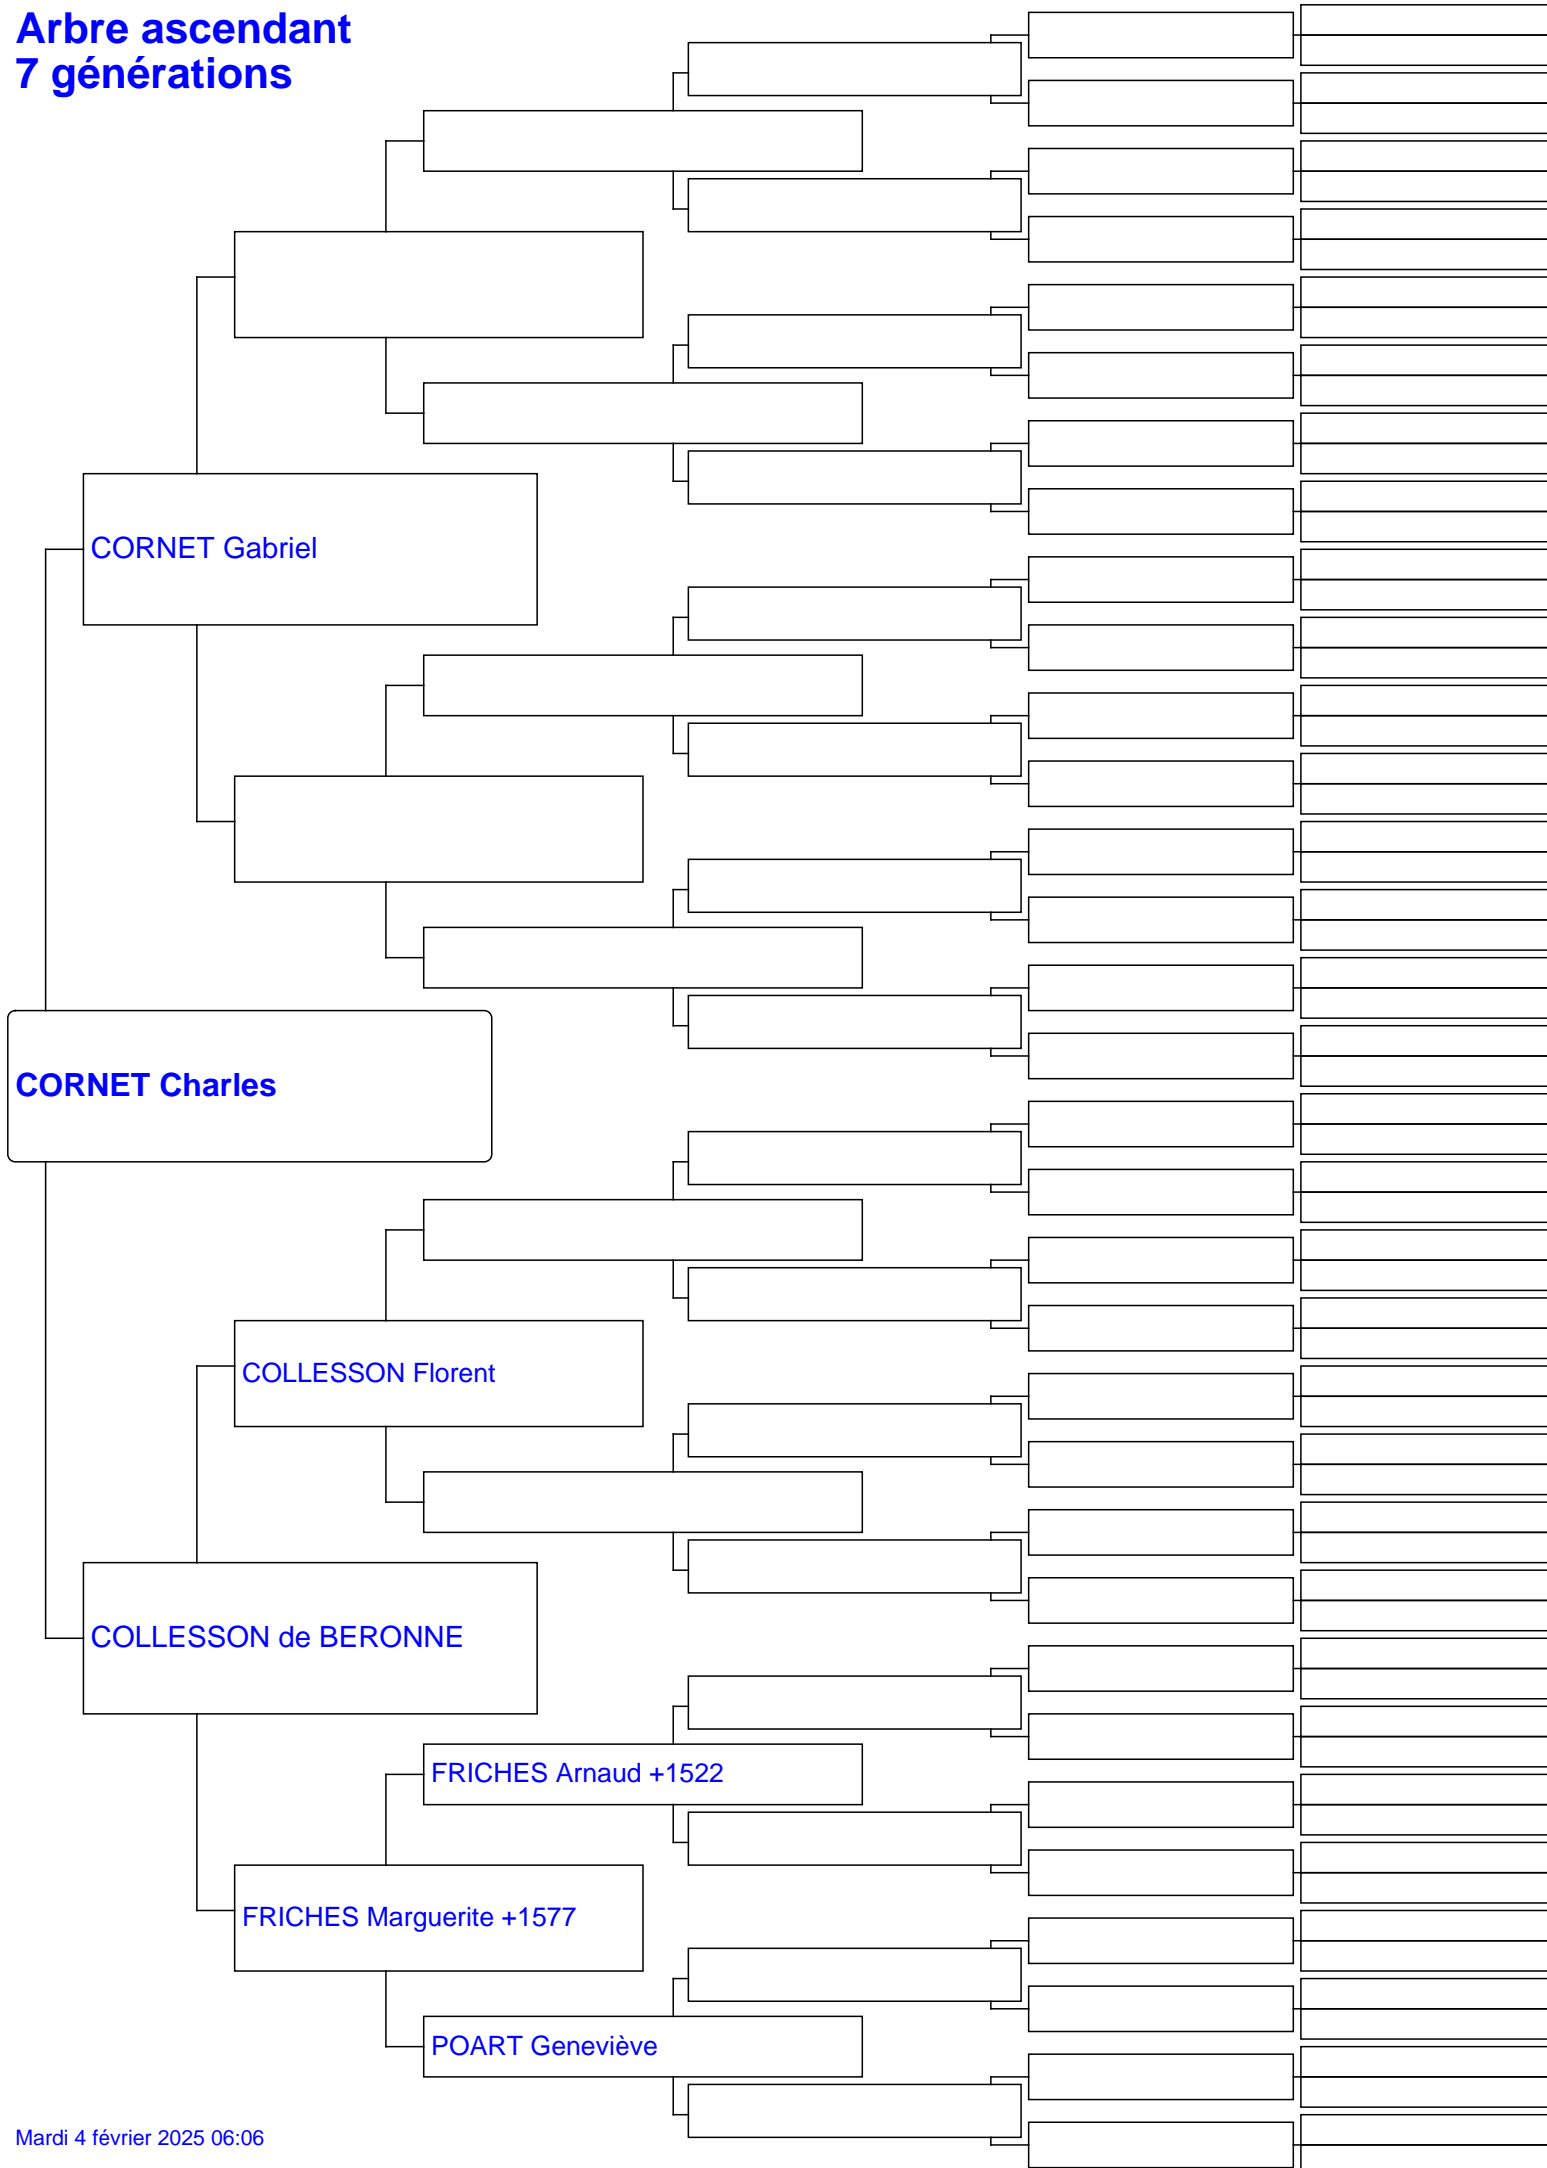 Arbre ascendant
7 générations
CORNET Gabriel
CORNET Charles
COLLESSON Florent
COLLESSON de BERONNE
FRICHES Arnaud +1522
FRICHES Marguerite +1577
POART Geneviève
Mardi 4 février 2025 06:06